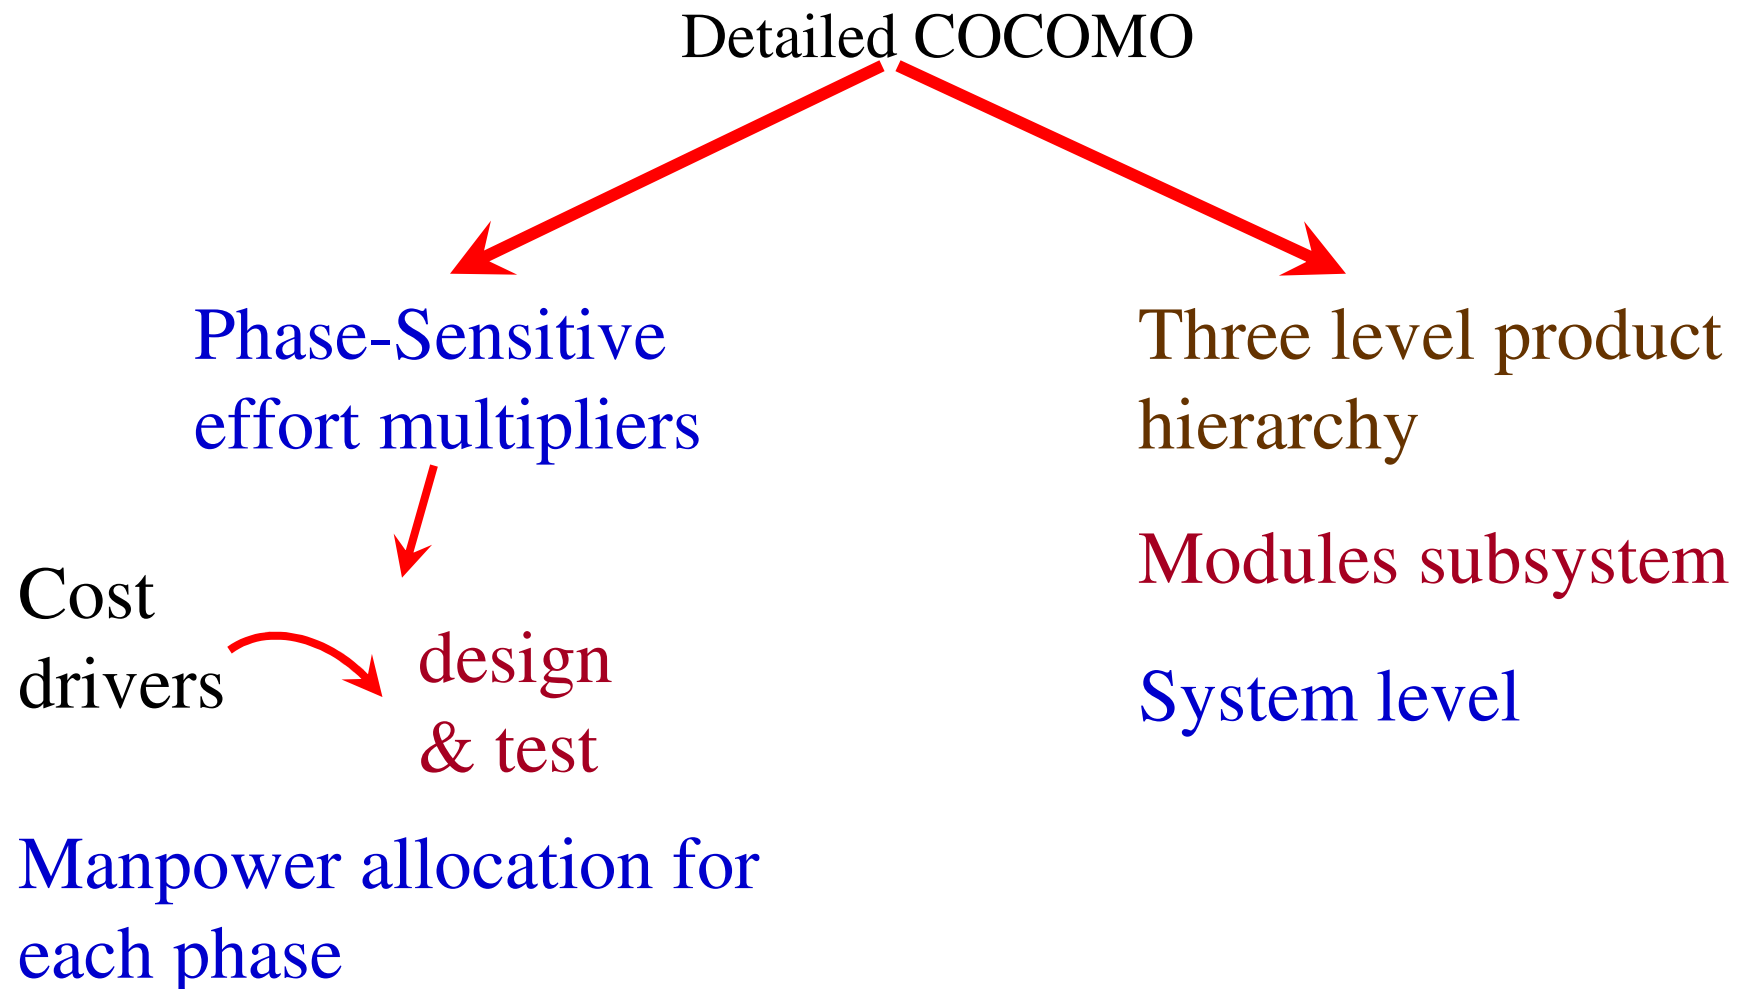 Detailed COCOMO
Phase-Sensitive
effort multipliers
Three level product
hierarchy
Modules subsystem
System level
Cost
drivers
design
& test
Manpower allocation for
each phase